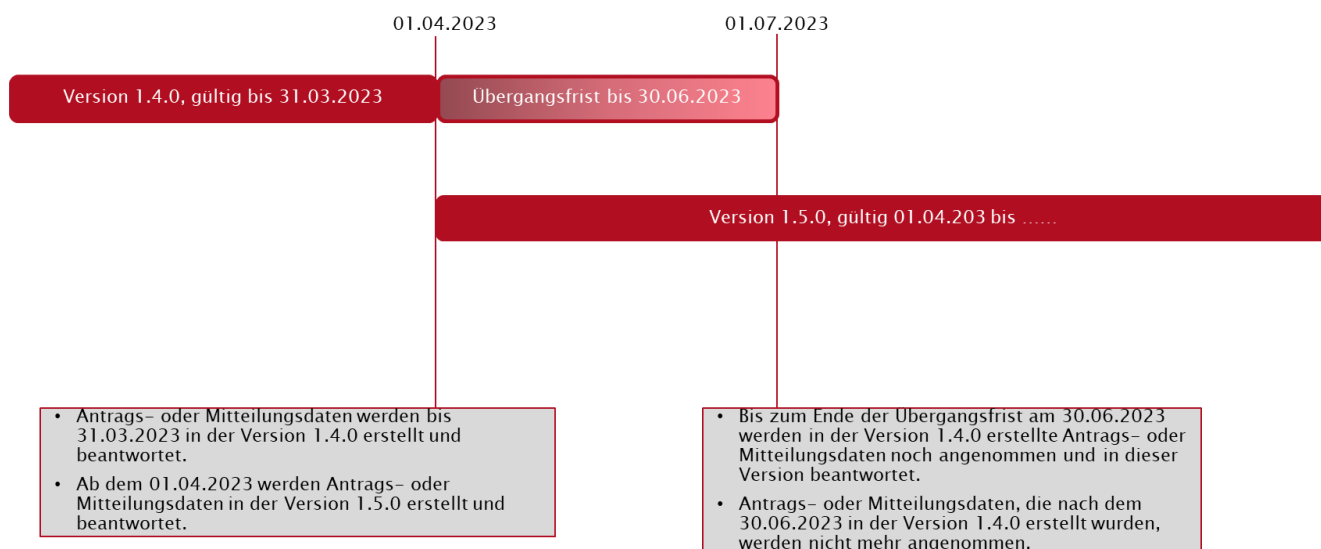 01.04.2023
01.07.2023
Version 1.4.0, gültig bis 31.03.2023
Übergangsfrist bis 30.06.2023
Version 1.5.0, gültig 01.04.203 bis ......
• Antrags- oder Mitteilungsdaten werden bis
31.03.2023 in der Version 1.4.0 erstellt und
beantwortet.
• Ab dem 01.04.2023 werden Antrags- oder
Mitteilungsdaten in der Version 1.5.0 erstellt und
beantwortet.
• Bis zum Ende der Übergangsfrist am 30.06.2023
werden in der Version 1.4.0 erstellte Antrags- oder
Mitteilungsdaten noch angenommen und in dieser
Version beantwortet.
• Antrags- oder Mitteilungsdaten, die nach dem
30.06.2023 in der Version 1.4.0 erstellt wurden,
werden nicht mehr angenommen.